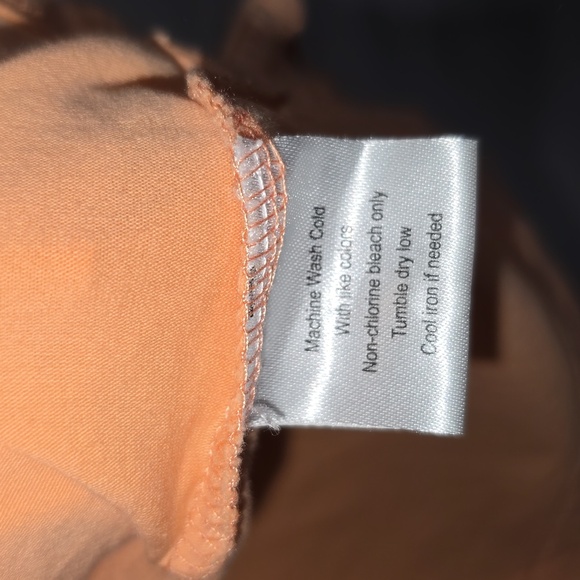 Machine Wash Cold
With like colors
Non-chlorine bleach only
Tumble dry low
Cool iron if needed